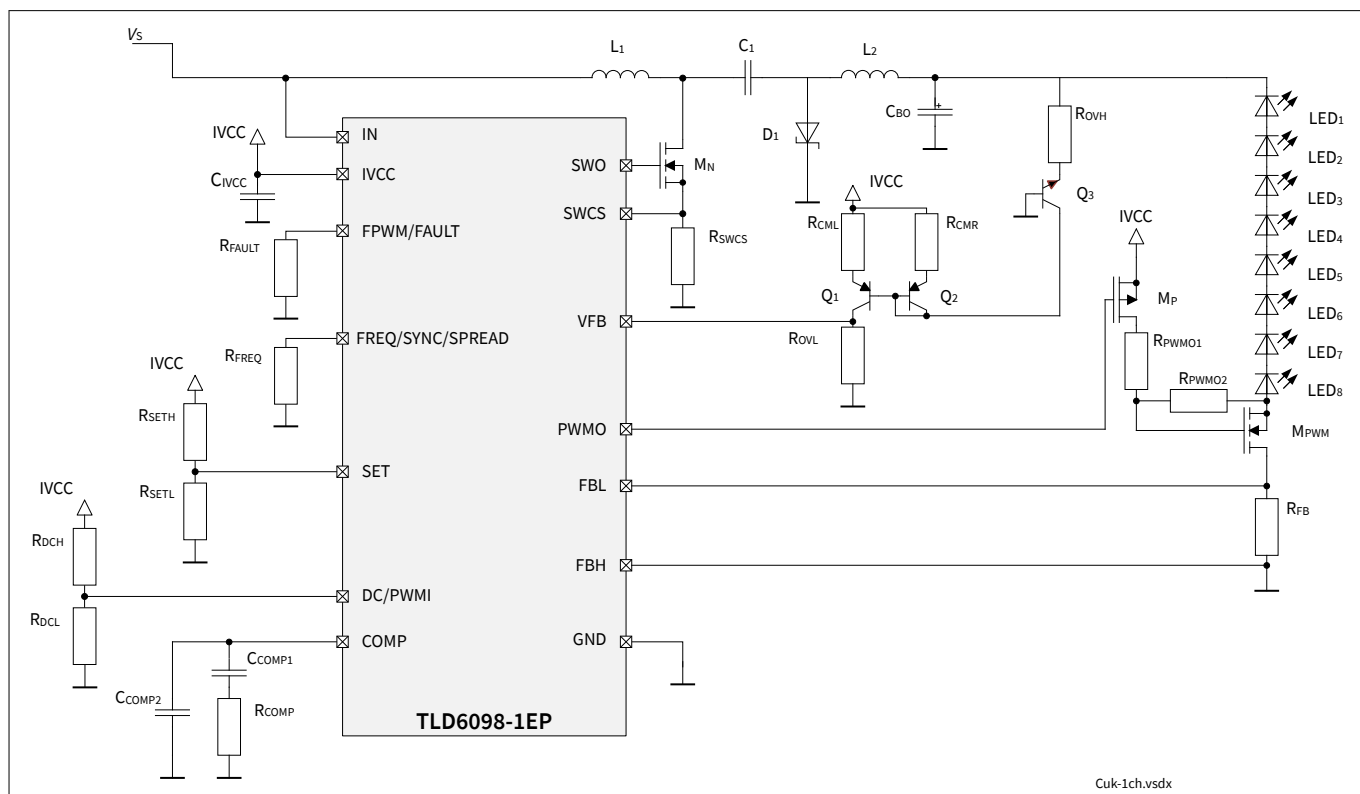 VS
L1
C1
L2
CBO
ROVH
D1
Q3
LED1
LED2
LED3
LED4
LED5
LED6
LED7
LED8
IVCC
CIVCC
RFAULT
RFREQ
IVCC
RSETH
RSETL
IVCC
RDCH
RDCL
CCOMP2
CCOMP1
RCOMP
IN
IVCC
FPWM/FAULT
FREQ/SYNC/SPREAD
SET
DC/PWMI
COMP
SWO
SWCS
VFB
PWMO
FBL
FBH
GND
TLD6098-1EP
MN
RSWCS
IVCC
RCML
RCMR
Q1
Q2
ROVL
IVCC
MP
RPWMO1
RPWMO2
MPWM
RFB
Cuk-1ch.vsdx